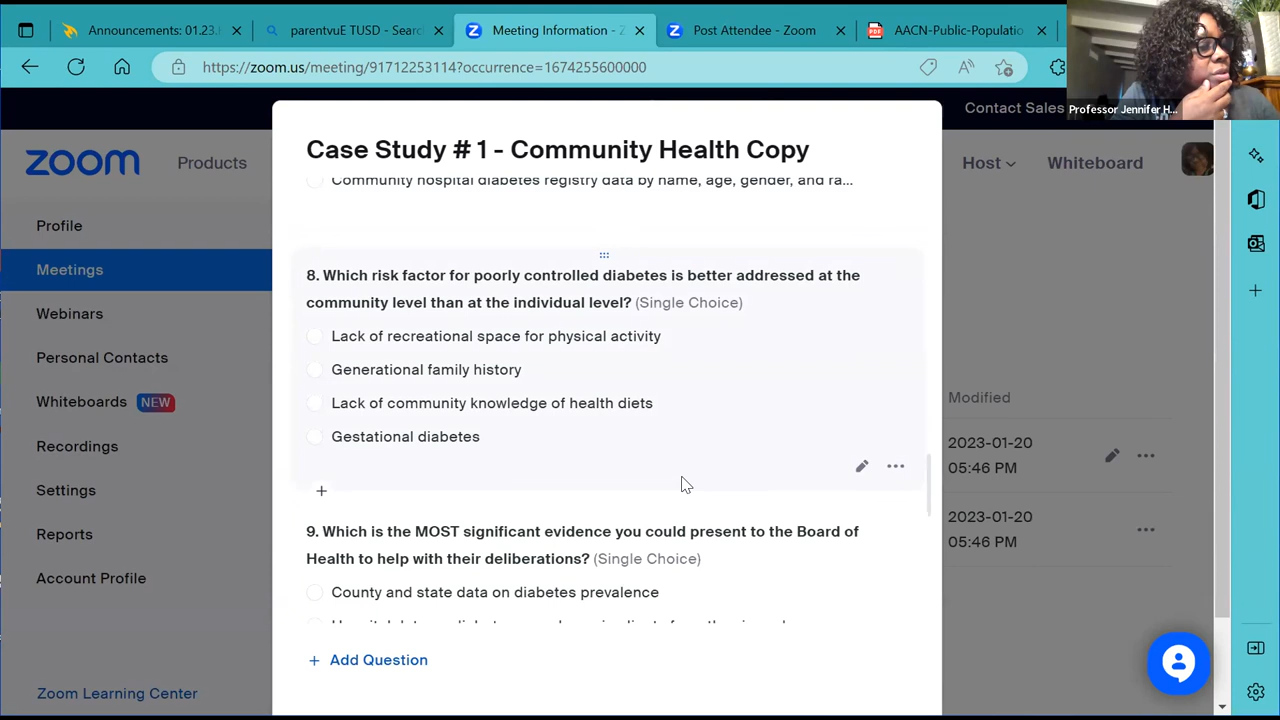 Announcements: 01.23.
parentvuE TUSD - Searc
Meeting Information - Z
Post Attendee - Zoom
AACN-Public-Populatio
https://zoom.us/meeting/91712253114?occurrence=1674255600000
Professor Jennifer H...
Contact Sales
zoom
Products
Host
Whiteboard
Profile
Meetings
Webinars
Personal Contacts
Whiteboards NEW
Recordings
Settings
Reports
Account Profile
Zoom Learning Center
Case Study # 1 - Community Health Copy
Community hospital diabetes registry data by name, age, gender, and ra...
8. Which risk factor for poorly controlled diabetes is better addressed at the
community level than at the individual level? (Single Choice)
Lack of recreational space for physical activity
Generational family history
Lack of community knowledge of health diets
Gestational diabetes
9. Which is the MOST significant evidence you could present to the Board of
Health to help with their deliberations? (Single Choice)
County and state data on diabetes prevalence
+ Add Question
Modified
2023-01-20
05:46 PM
2023-01-20
05:46 PM